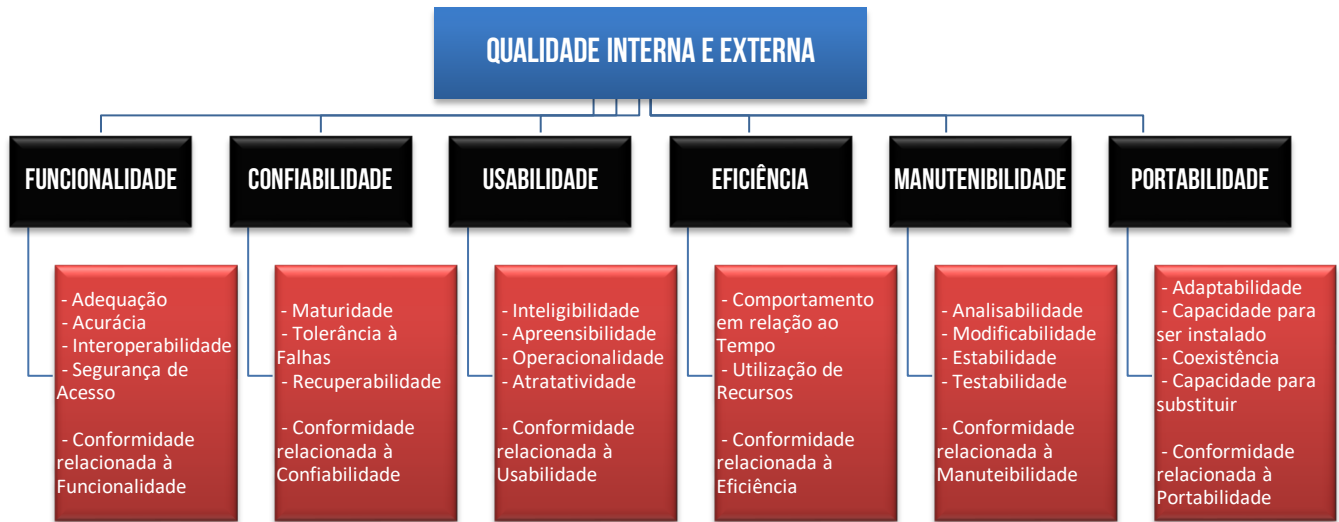 QUALIDADE INTERNA E EXTERNA
FUNCIONALIDADE
CONFIABILIDADE
USABILIDADE
EFICIÊNCIA
MANUTENIBILIDADE
PORTABILIDADE
- Adequação
- Acurácia
- Interoperabilidade
- Segurança de
Acesso
- Conformidade
relacionada à
Funcionalidade
- Maturidade
- Tolerância à
Falhas
- Recuperabilidade
- Conformidade
relacionada à
Confiabilidade
- Inteligibilidade
- Apreensibilidade
- Operacionalidade
- Atratatividade
- Conformidade
relacionada à
Usabilidade
- Comportamento
em relação ao
Tempo
- Utilização de
Recursos
- Conformidade
relacionada à
Eficiência
- Analisabilidade
- Modificabilidade
- Estabilidade
- Testabilidade
- Conformidade
relacionada à
Manuteibilidade
- Adaptabilidade
- Capacidade para
ser instalado
- Coexistência
- Capacidade para
substituir
- Conformidade
relacionada à
Portabilidade